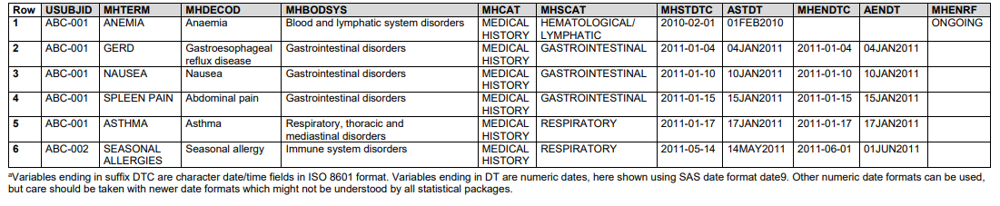 Row USUBJID MHTERM MHDECOD MHBODSYS MHCAT MHSCAT MHSTDTC ASTDT MHENDTC AENDT MHENRF
1 ABC-001 ANEMIA Anaemia Blood and lymphatic system disorders MEDICAL HEMATOLOGICAL/ 2010-02-01 01FEB2010 ONGOING
HISTORY LYMPHATIC
2 ABC-001 GERD Gastroesophageal Gastrointestinal disorders MEDICAL GASTROINTESTINAL 2011-01-04 04JAN2011 2011-01-04 04JAN2011
reflux disease HISTORY
3 ABC-001 NAUSEA Nausea Gastrointestinal disorders MEDICAL GASTROINTESTINAL 2011-01-10 10JAN2011 2011-01-10 10JAN2011
HISTORY
4 ABC-001 SPLEEN PAIN Abdominal pain Gastrointestinal disorders MEDICAL GASTROINTESTINAL 2011-01-15 15JAN2011 2011-01-15 15JAN2011
HISTORY
5 ABC-001 ASTHMA Asthma Respiratory, thoracic and MEDICAL RESPIRATORY 2011-01-17 17JAN2011 2011-01-17 17JAN2011
mediastinal disorders HISTORY
6 ABC-002 SEASONAL Seasonal allergy Immune system disorders MEDICAL RESPIRATORY 2011-05-14 14MAY2011 2011-06-01 01JUN2011
ALLERGIES HISTORY
ᵃVariables ending in suffix DTC are character date/time fields in ISO 8601 format. Variables ending in DT are numeric dates, here shown using SAS date format date9. Other numeric date formats can be used,
but care should be taken with newer date formats which might not be understood by all statistical packages.